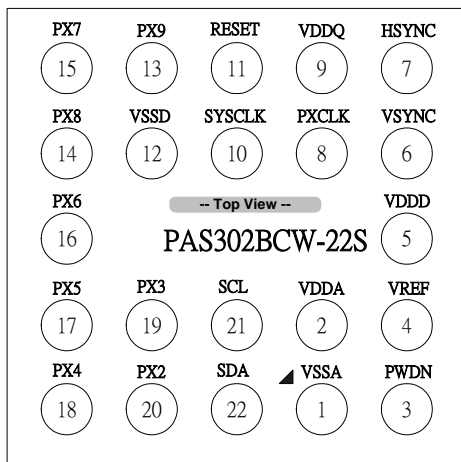 PX7 PX9 RESET VDDQ HSYNC
15 13 11 9 7
PX8 VSSD SYSCLK PXCLK VSYNC
14 12 10 8 6
PX6 -- Top View -- VDDD
16 PAS302BCW-22S 5
PX5 PX3 SCL VDDA VREF
17 19 21 2 4
PX4 PX2 SDA VSSA PWDN
18 20 22 1 3